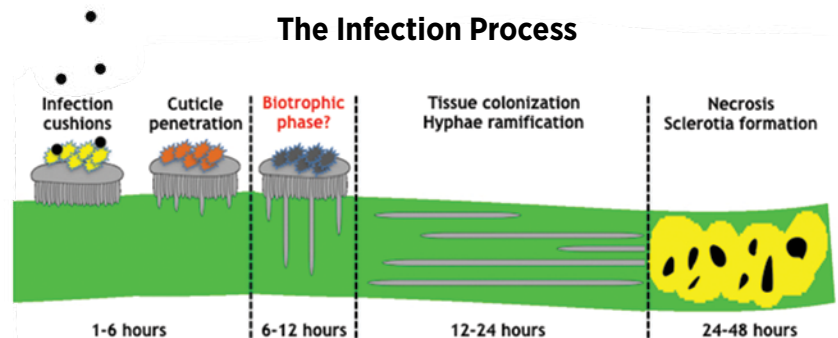 The Infection Process
Infection
cushions
Cuticle
penetration
Biotrophic
phase?
Tissue colonization
Hyphae ramification
Necrosis
Sclerotia formation
1-6 hours
6-12 hours
12-24 hours
24-48 hours